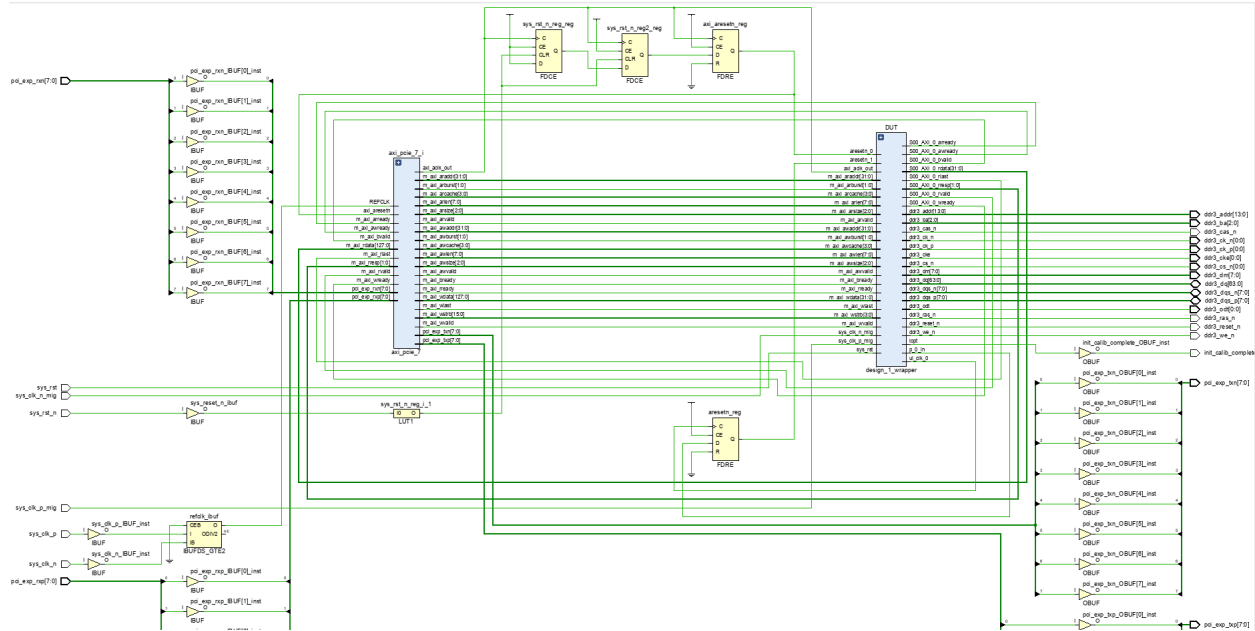 sys_rst_n_reg_reg
C
CE
CLR
D
Q
FDCE
sys_rst_n_reg2_reg
C
CE
CLR
D
Q
FDCE
axi_aresetn_reg
C
CE
D
R
Q
FDRE
pci_exp_rxn[7:0]
pci_exp_rxn_IBUF[0]_inst
IBUF
pci_exp_rxn_IBUF[1]_inst
IBUF
pci_exp_rxn_IBUF[2]_inst
IBUF
pci_exp_rxn_IBUF[3]_inst
IBUF
pci_exp_rxn_IBUF[4]_inst
IBUF
pci_exp_rxn_IBUF[5]_inst
IBUF
pci_exp_rxn_IBUF[6]_inst
IBUF
pci_exp_rxn_IBUF[7]_inst
IBUF
axi_pcie_7_i
REFCLK
axi_aresetn
m_axi_arready
m_axi_awready
m_axi_bvalid
m_axi_rdata[127:0]
m_axi_rlast
m_axi_rresp[1:0]
m_axi_rvalid
m_axi_wready
pci_exp_rxn[7:0]
pci_exp_rxp[7:0]
axi_aclk_out
m_axi_araddr[31:0]
m_axi_arburst[1:0]
m_axi_arcache[3:0]
m_axi_arlen[7:0]
m_axi_arsize[2:0]
m_axi_arvalid
m_axi_awaddr[31:0]
m_axi_awburst[1:0]
m_axi_awcache[3:0]
m_axi_awlen[7:0]
m_axi_awsize[2:0]
m_axi_awvalid
m_axi_bready
m_axi_rready
m_axi_wdata[127:0]
m_axi_wlast
m_axi_wstrb[15:0]
m_axi_wvalid
pci_exp_txn[7:0]
pci_exp_txp[7:0]
axi_pcie_7
DUT
aresetn_0
aresetn_1
axi_aclk_out
m_axi_araddr[31:0]
m_axi_arburst[1:0]
m_axi_arcache[3:0]
m_axi_arlen[7:0]
m_axi_arsize[2:0]
m_axi_arvalid
m_axi_awaddr[31:0]
m_axi_awburst[1:0]
m_axi_awcache[3:0]
m_axi_awlen[7:0]
m_axi_awsize[2:0]
m_axi_awvalid
m_axi_bready
m_axi_rready
m_axi_wdata[31:0]
m_axi_wlast
m_axi_wstrb[3:0]
m_axi_wvalid
sys_clk_n_mig
sys_clk_p_mig
sys_rst
S00_AXI_0_arready
S00_AXI_0_awready
S00_AXI_0_bvalid
S00_AXI_0_rdata[31:0]
S00_AXI_0_rlast
S00_AXI_0_rresp[1:0]
S00_AXI_0_rvalid
S00_AXI_0_wready
ddr3_addr[13:0]
ddr3_ba[2:0]
ddr3_cas_n
ddr3_ck_n
ddr3_ck_p
ddr3_cke
ddr3_cs_n
ddr3_dm[7:0]
ddr3_dq[63:0]
ddr3_dqs_n[7:0]
ddr3_dqs_p[7:0]
ddr3_odt
ddr3_ras_n
ddr3_reset_n
ddr3_we_n
lopt
p_0_in
ui_clk_0
design_1_wrapper
ddr3_addr[13:0]
ddr3_ba[2:0]
ddr3_cas_n
ddr3_ck_n[0:0]
ddr3_ck_p[0:0]
ddr3_cke[0:0]
ddr3_cs_n[0:0]
ddr3_dm[7:0]
ddr3_dq[63:0]
ddr3_dqs_n[7:0]
ddr3_dqs_p[7:0]
ddr3_odt[0:0]
ddr3_ras_n
ddr3_reset_n
ddr3_we_n
init_calib_complete_OBUF_inst
OBUF
init_calib_complet
sys_rst
sys_clk_n_mig
sys_rst_n
sys_reset_n_ibuf
IBUF
sys_rst_n_reg_i_1
I0
O
LUT1
aresetn_reg
C
CE
D
R
Q
FDRE
pci_exp_txn_OBUF[0]_inst
OBUF
pci_exp_txn_OBUF[1]_inst
OBUF
pci_exp_txn_OBUF[2]_inst
OBUF
pci_exp_txn_OBUF[3]_inst
OBUF
pci_exp_txn_OBUF[4]_inst
OBUF
pci_exp_txn_OBUF[5]_inst
OBUF
pci_exp_txn_OBUF[6]_inst
OBUF
pci_exp_txn_OBUF[7]_inst
OBUF
pci_exp_txn[7:0]
sys_clk_p_mig
sys_clk_p
sys_clk_p_IBUF_inst
IBUF
sys_clk_n
sys_clk_n_IBUF_inst
IBUF
refclk_ibuf
CEB
I
IB
O
ODIV2
IBUFDS_GTE2
pci_exp_rxp[7:0]
pci_exp_rxp_IBUF[0]_inst
IBUF
pci_exp_rxp_IBUF[1]_inst
IBUF
pci_exp_txp_OBUF[0]_inst
OBUF
pci_exp_txp[7:0]